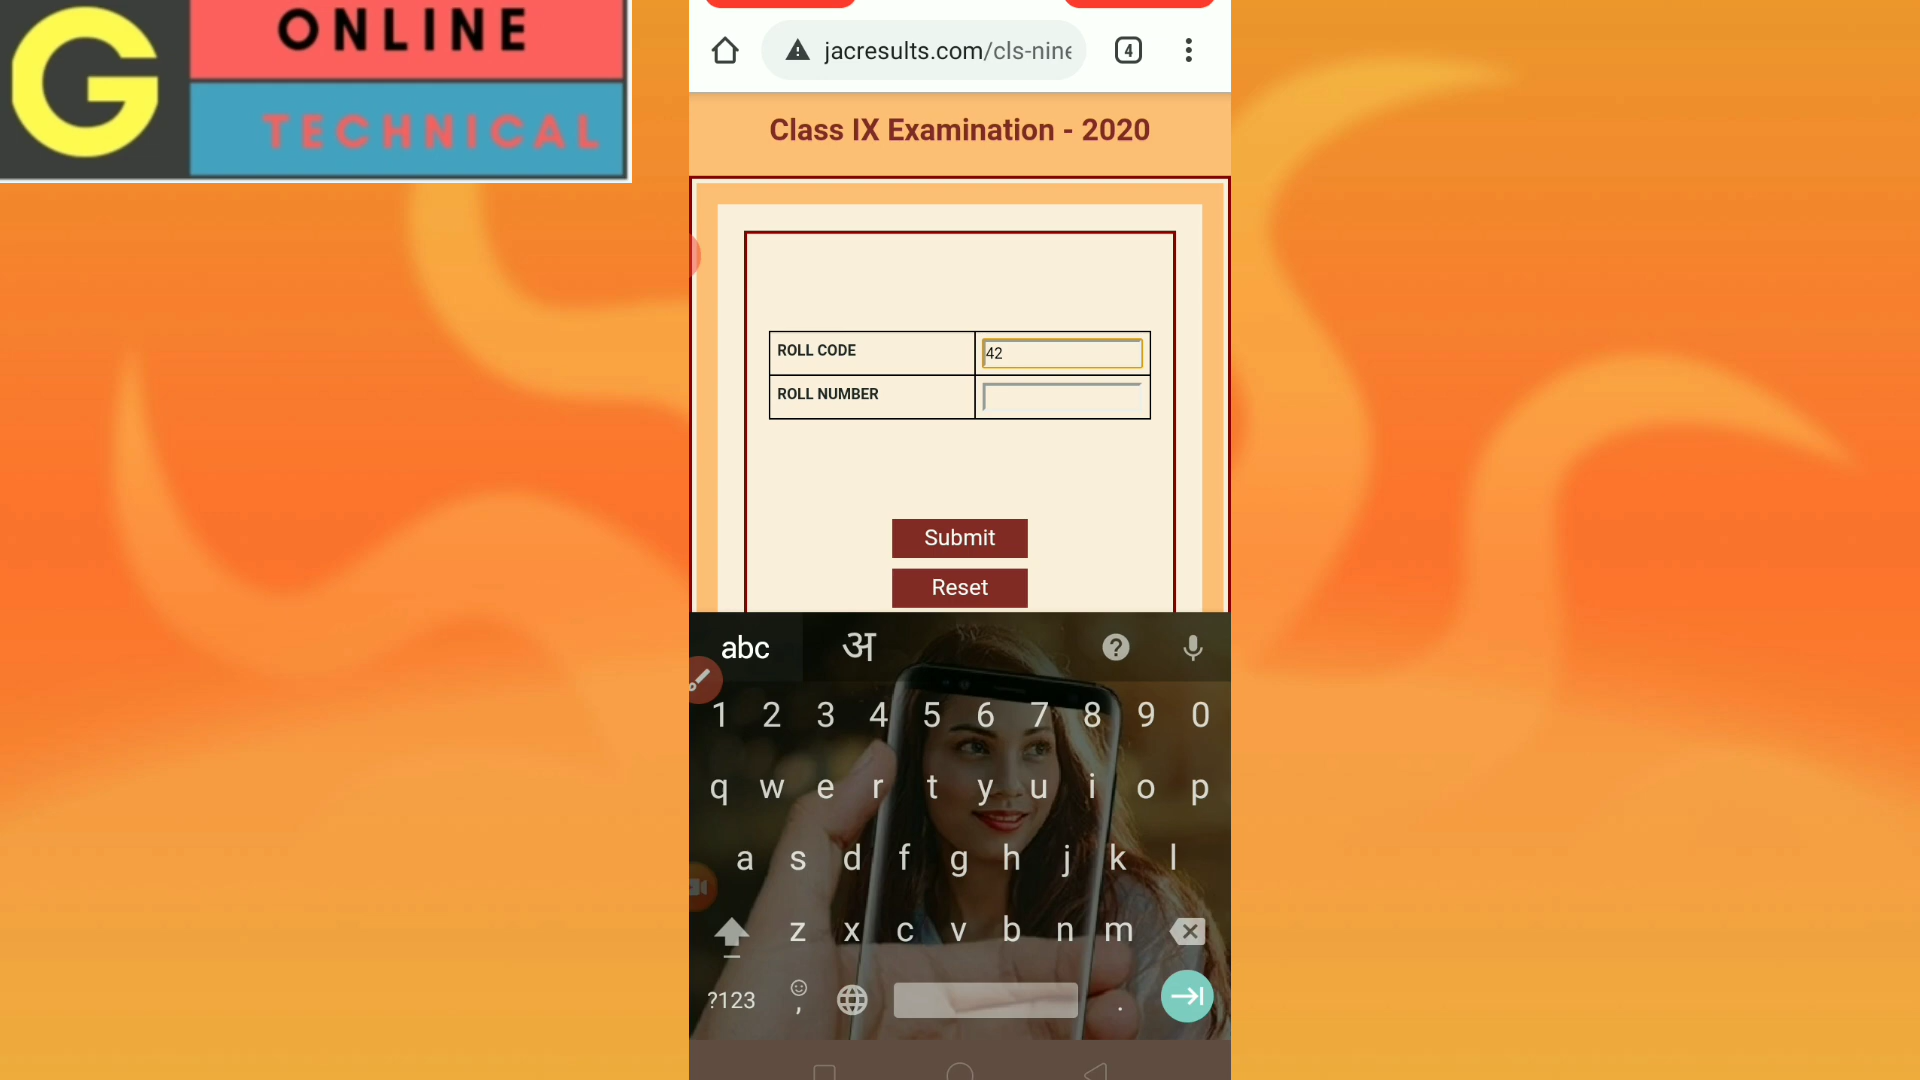 G
ONLINE
TECHNICAL
jacresults.com/cls-nine
4
Class IX Examination - 2020
ROLL CODE
42
ROLL NUMBER
Submit
Reset
abc
अ
?
1 2 3 4 5 6 7 8 9 0
q w e r t y u i o p
a s d f g h j k l
z x c v b n m
?123 , .